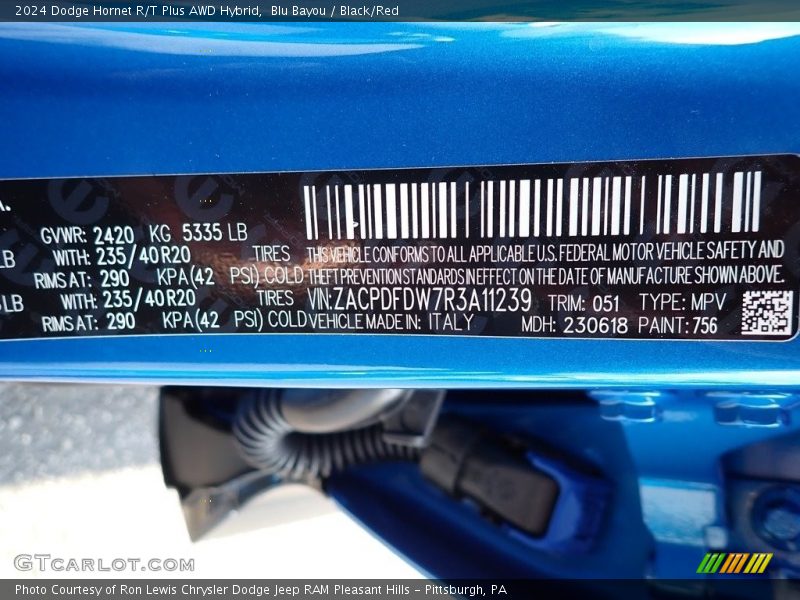 2024 Dodge Hornet R/T Plus AWD Hybrid, Blu Bayou / Black/Red
GVWR: 2420 KG 5335 LB
LB WITH: 235/40R20 TIRES
RIMS AT: 290 KPA(42 PSI) COLD
LB WITH: 235/40R20 TIRES
RIMS AT: 290 KPA(42 PSI) COLD
THIS VEHICLE CONFORMS TO ALL APPLICABLE U.S. FEDERAL MOTOR VEHICLE SAFETY AND
THEFT PREVENTION STANDARDS IN EFFECT ON THE DATE OF MANUFACTURE SHOWN ABOVE.
VIN: ZACPDFDW7R3A11239 TRIM: 051 TYPE: MPV
VEHICLE MADE IN: ITALY MDH: 230618 PAINT: 756
GTCARLOT.COM
Photo Courtesy of Ron Lewis Chrysler Dodge Jeep RAM Pleasant Hills - Pittsburgh, PA